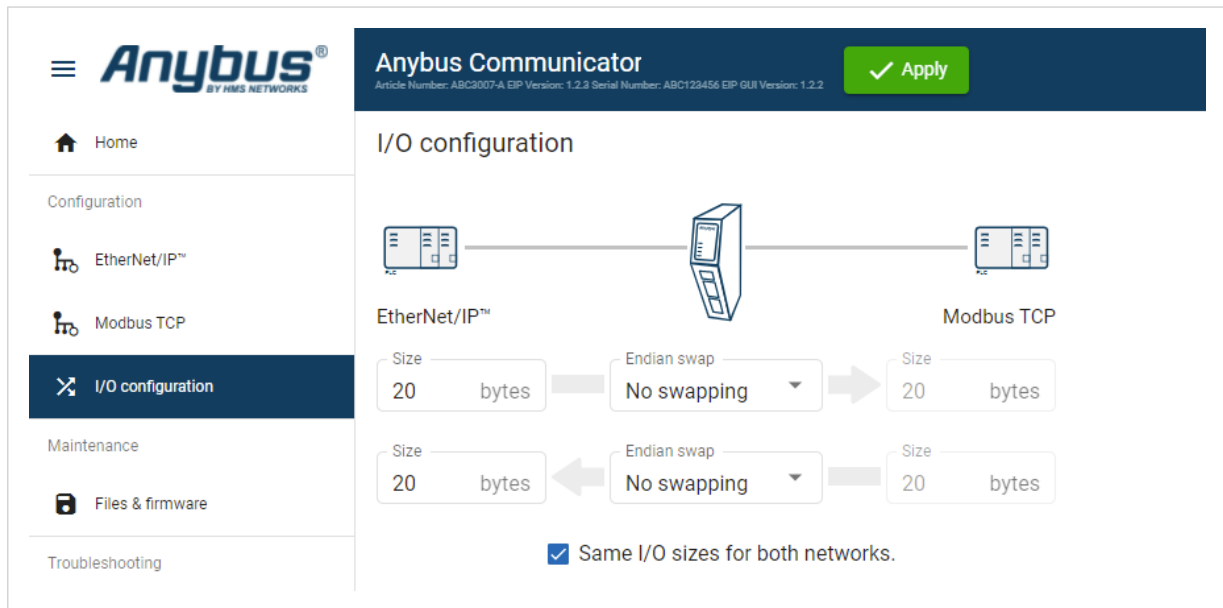 Anybus®
BY HMS NETWORKS
Anybus Communicator
Article Number: ABC3007-A EIP Version: 1.2.3 Serial Number: ABC123456 EIP GUI Version: 1.2.2
Apply
Home
Configuration
EtherNet/IP™
Modbus TCP
I/O configuration
Maintenance
Files & firmware
Troubleshooting
I/O configuration
PLC
PLC
EtherNet/IP™
Modbus TCP
Size
Endian swap
Size
20 bytes
No swapping
20 bytes
Size
Endian swap
Size
20 bytes
No swapping
20 bytes
Same I/O sizes for both networks.